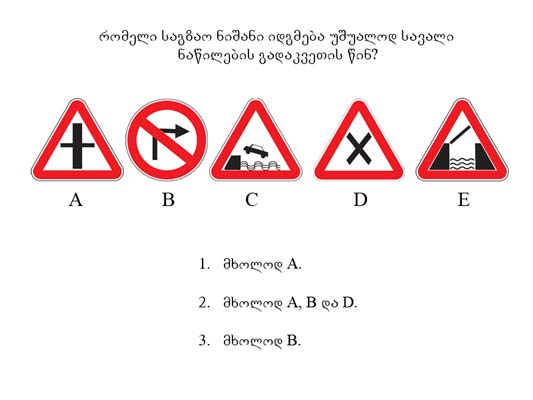 რომელი საგზაო ნიშანი იდგმება უშუალოდ სავალი
ნაწილების გადაკვეთის წინ?
A B C D E
1. მხოლოდ A.
2. მხოლოდ A, B და D.
3. მხოლოდ B.